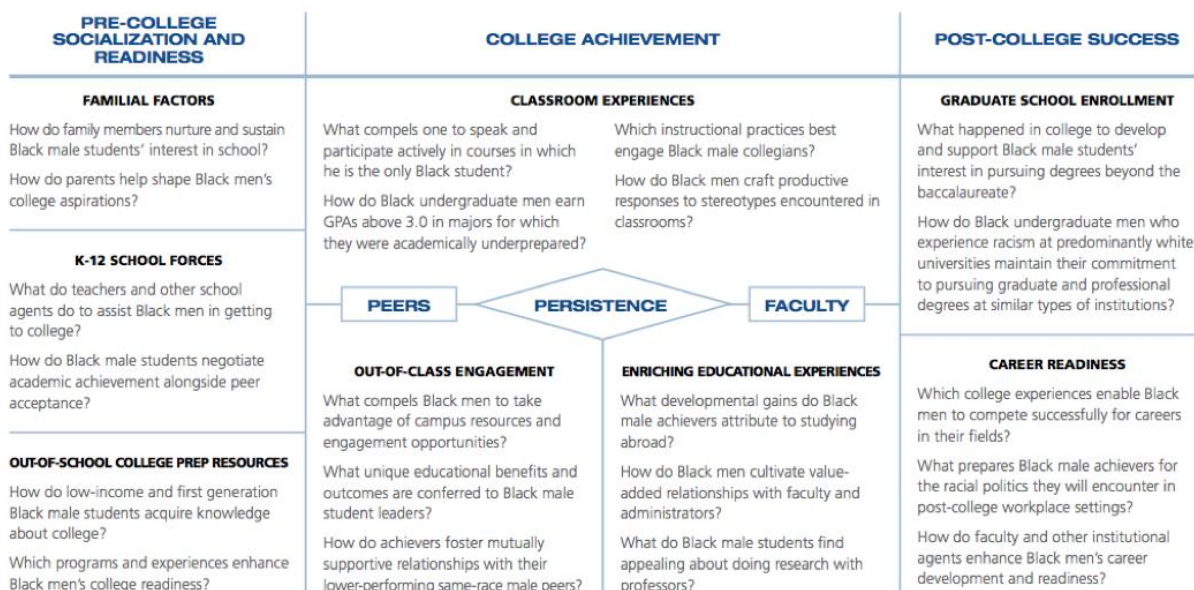 PRE-COLLEGE
SOCIALIZATION AND
READINESS
COLLEGE ACHIEVEMENT
POST-COLLEGE SUCCESS
FAMILIAL FACTORS
How do family members nurture and sustain
Black male students' interest in school?
How do parents help shape Black men's
college aspirations?
K-12 SCHOOL FORCES
What do teachers and other school
agents do to assist Black men in getting
to college?
How do Black male students negotiate
academic achievement alongside peer
acceptance?
OUT-OF-SCHOOL COLLEGE PREP RESOURCES
How do low-income and first generation
Black male students acquire knowledge
about college?
Which programs and experiences enhance
Black men's college readiness?
CLASSROOM EXPERIENCES
What compels one to speak and
participate actively in courses in which
he is the only Black student?
How do Black undergraduate men earn
GPAs above 3.0 in majors for which
they were academically underprepared?
Which instructional practices best
engage Black male collegians?
How do Black men craft productive
responses to stereotypes encountered in
classrooms?
PEERS
PERSISTENCE
FACULTY
OUT-OF-CLASS ENGAGEMENT
What compels Black men to take
advantage of campus resources and
engagement opportunities?
What unique educational benefits and
outcomes are conferred to Black male
student leaders?
How do achievers foster mutually
supportive relationships with their
lower-performing same-race male peers?
ENRICHING EDUCATIONAL EXPERIENCES
What developmental gains do Black
male achievers attribute to studying
abroad?
How do Black men cultivate value-
added relationships with faculty and
administrators?
What do Black male students find
appealing about doing research with
professors?
GRADUATE SCHOOL ENROLLMENT
What happened in college to develop
and support Black male students'
interest in pursuing degrees beyond the
baccalaureate?
How do Black undergraduate men who
experience racism at predominantly white
universities maintain their commitment
to pursuing graduate and professional
degrees at similar types of institutions?
CAREER READINESS
Which college experiences enable Black
men to compete successfully for careers
in their fields?
What prepares Black male achievers for
the racial politics they will encounter in
post-college workplace settings?
How do faculty and other institutional
agents enhance Black men's career
development and readiness?